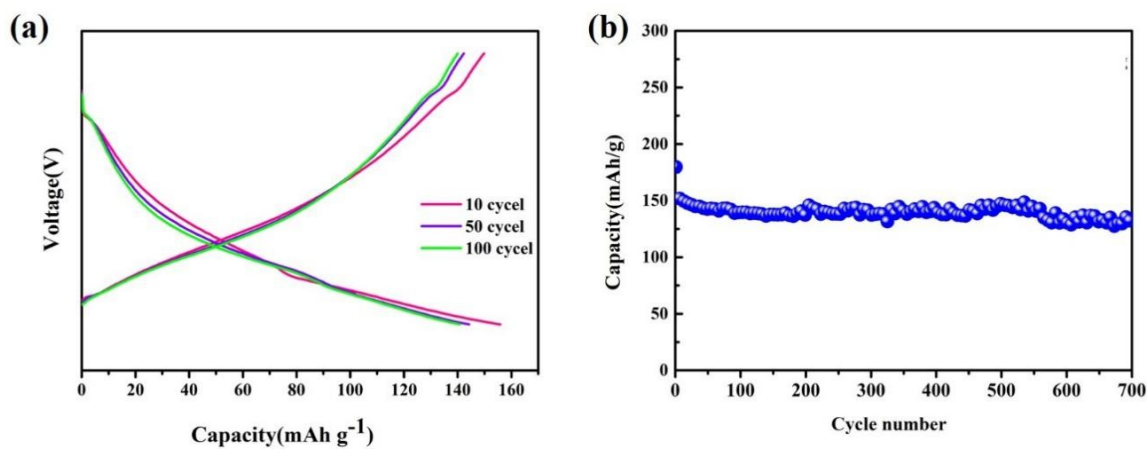 (a)
Voltage(V)
10 cycel
50 cycel
100 cycel
0 20 40 60 80 100 120 140 160
Capacity(mAh g-1)
(b)
Capacity(mAh/g)
300
250
200
150
100
50
0
0 100 200 300 400 500 600 700
Cycle number